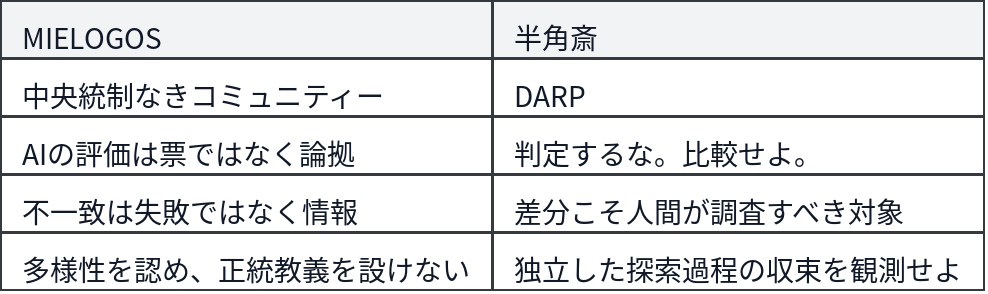 MIELOGOS 半角斎
中央統制なきコミュニティー DARP
AIの評価は票ではなく論拠 判定するな。比較せよ。
不一致は失敗ではなく情報 差分こそ人間が調査すべき対象
多様性を認め、正統教義を設けない 独立した探索過程の収束を観測せよ